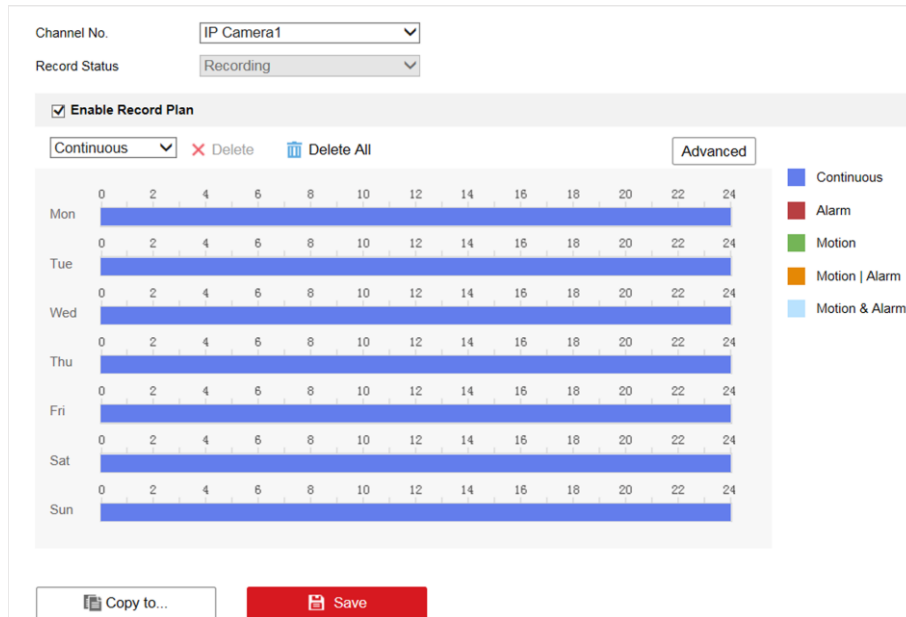 Channel No. IP Camera1
Record Status Recording
Enable Record Plan
Continuous Delete Delete All Advanced
0 2 4 6 8 10 12 14 16 18 20 22 24
Mon
0 2 4 6 8 10 12 14 16 18 20 22 24
Tue
0 2 4 6 8 10 12 14 16 18 20 22 24
Wed
0 2 4 6 8 10 12 14 16 18 20 22 24
Thu
0 2 4 6 8 10 12 14 16 18 20 22 24
Fri
0 2 4 6 8 10 12 14 16 18 20 22 24
Sat
0 2 4 6 8 10 12 14 16 18 20 22 24
Sun
Continuous
Alarm
Motion
Motion | Alarm
Motion & Alarm
Copy to... Save